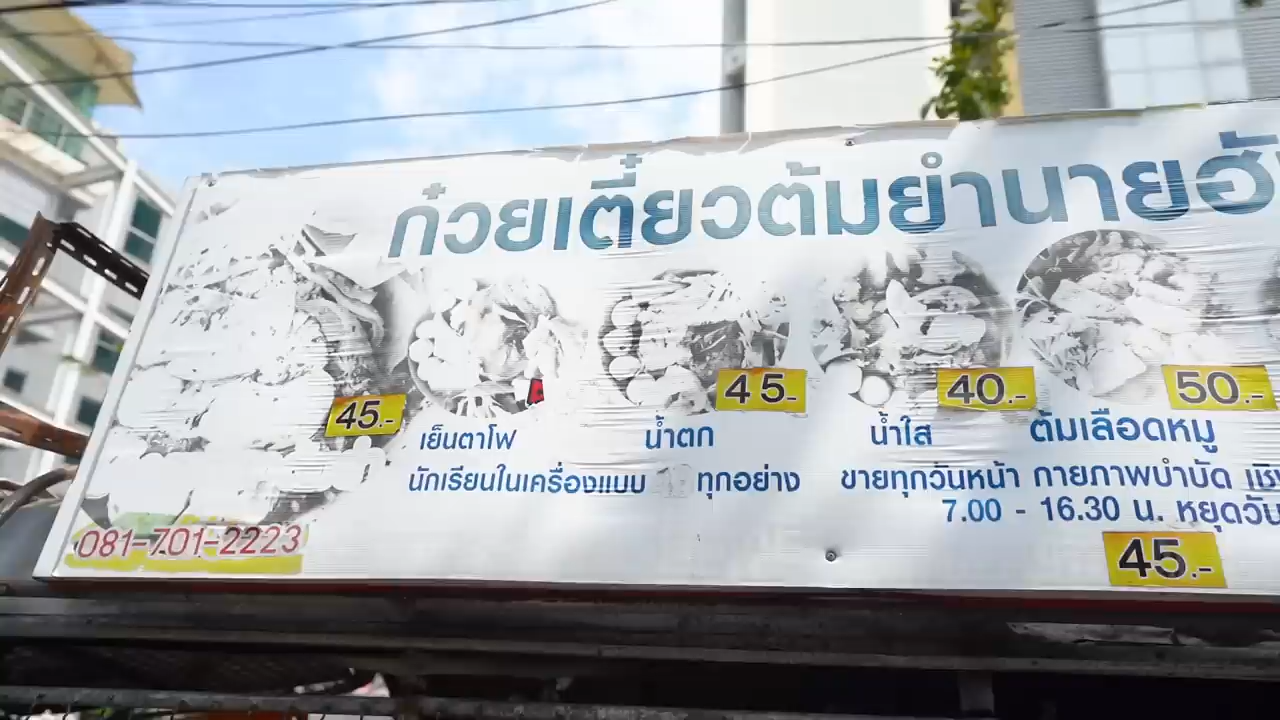 ก๋วยเตี๋ยวต้มยำนายฮั
45.- 45.- 40.- 50.-
เย็นตาโฟ น้ำตก น้ำใส ต้มเลือดหมู
นักเรียนในเครื่องแบบ ทุกอย่าง ขายทุกวันหน้า กายภาพบำบัด เชิง
7.00 - 16.30 น. หยุดวัน
081-701-2223
45.-